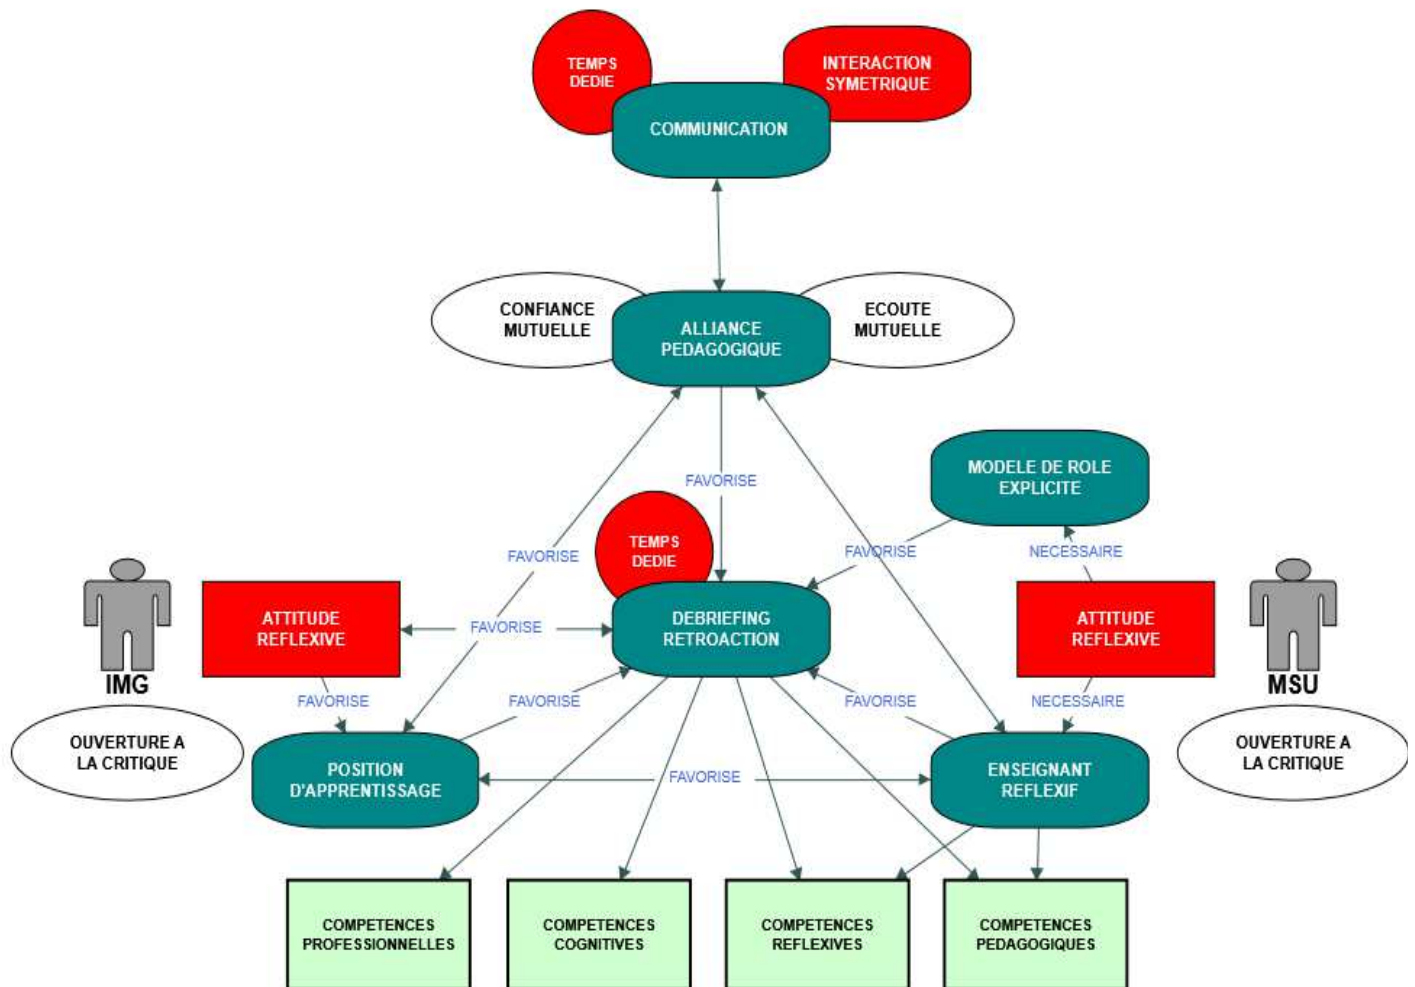 TEMPS
DEDIE
INTERACTION
SYMETRIQUE
COMMUNICATION
CONFIANCE
MUTUELLE
ALLIANCE
PEDAGOGIQUE
ECOUTE
MUTUELLE
MODELE DE ROLE
EXPLICITE
FAVORISE
TEMPS
DEDIE
FAVORISE
FAVORISE
NECESSAIRE
ATTITUDE
REFLEXIVE
FAVORISE
DEBRIEFING
RETROACTION
ATTITUDE
REFLEXIVE
IMG
MSU
FAVORISE
FAVORISE
FAVORISE
NECESSAIRE
OUVERTURE A
LA CRITIQUE
POSITION
D'APPRENTISSAGE
FAVORISE
ENSEIGNANT
REFLEXIF
OUVERTURE A
LA CRITIQUE
COMPETENCES
PROFESSIONNELLES
COMPETENCES
COGNITIVES
COMPETENCES
REFLEXIVES
COMPETENCES
PEDAGOGIQUES